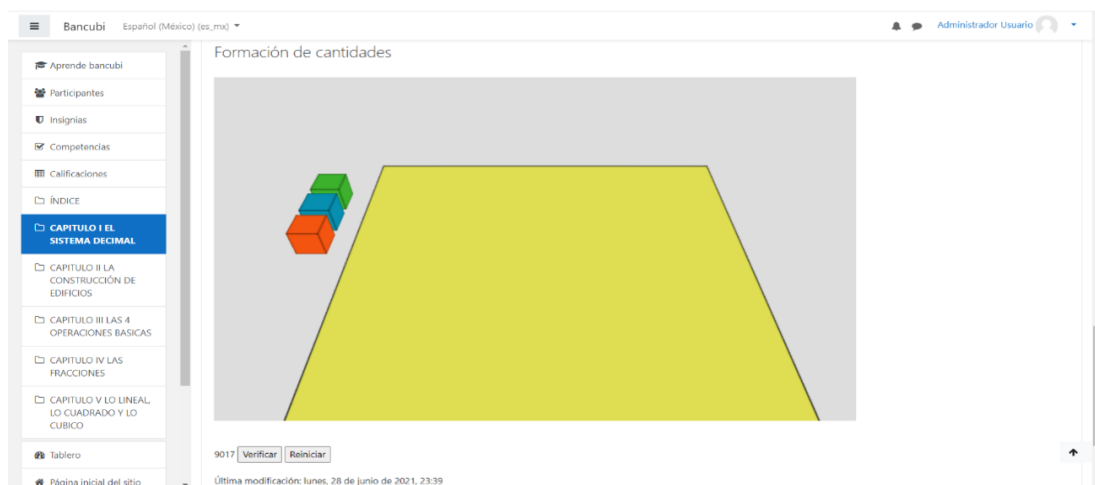 Bancubi Español (México) (es_mx)
Administrador Usuario
Aprende bancubi
Participantes
Insignias
Competencias
Calificaciones
ÍNDICE
CAPITULO I EL
SISTEMA DECIMAL
CAPITULO II LA
CONSTRUCCIÓN DE
EDIFICIOS
CAPITULO III LAS 4
OPERACIONES BASICAS
CAPITULO IV LAS
FRACCIONES
CAPITULO V LO LINEAL,
LO CUADRADO Y LO
CUBICO
Tablero
Página inicial del sitio
Formación de cantidades
9017 Verificar Reiniciar
Última modificación: lunes, 28 de junio de 2021, 23:39